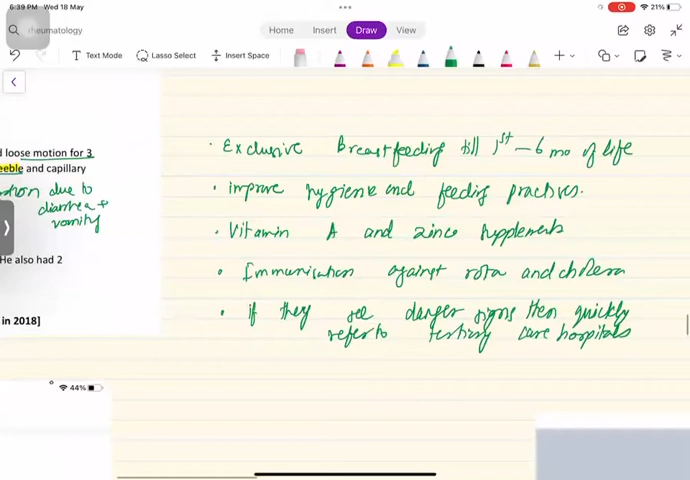 6:39 PM Wed 18 May
21%
rheumatology
Home Insert Draw View
Text Mode Lasso Select Insert Space
d loose motion for 3
eeble and capillary
due to
diarrhea +
vomity
He also had 2
in 2018]
44%
· Exclusive Breastfeeding till 1st – 6 mo of life
· improve hygiene and feeding practices.
· Vitamin A and zinc supplements
· Immunisation against rota and cholera
· if they see danger signs then quickly
refer to tertiary care hospitals